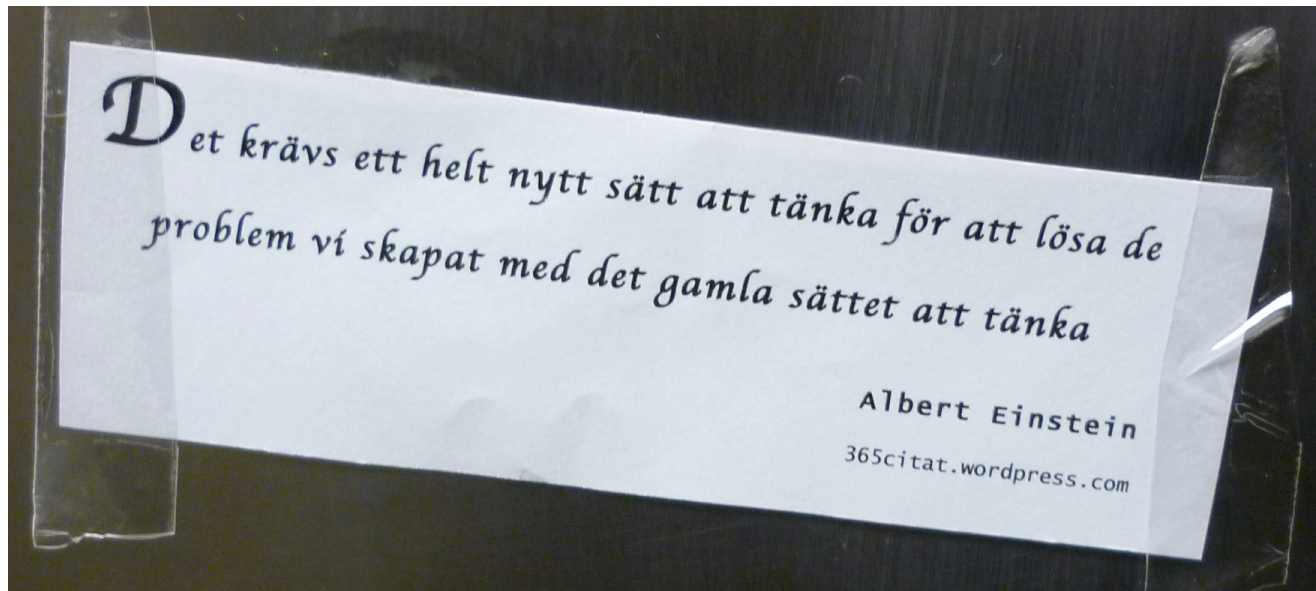 Det krävs ett helt nytt sätt att tänka för att lösa de
problem vi skapat med det gamla sättet att tänka
Albert Einstein
365citat.wordpress.com